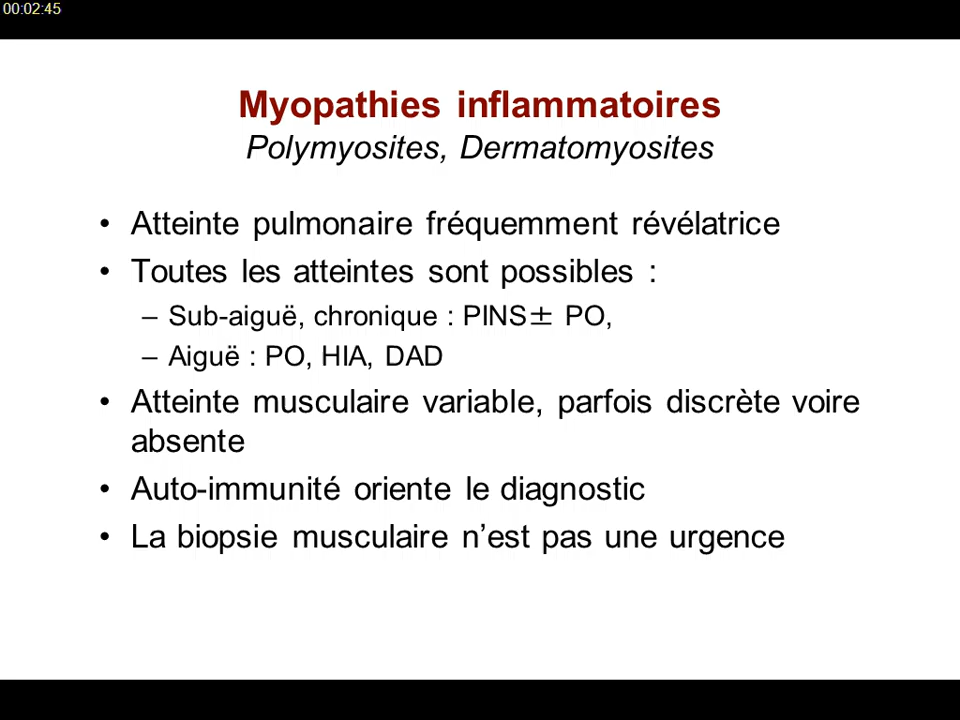 00:02:45
Myopathies inflammatoires
Polymyosites, Dermatomyosites
• Atteinte pulmonaire fréquemment révélatrice
• Toutes les atteintes sont possibles :
– Sub-aiguë, chronique : PINS± PO,
– Aiguë : PO, HIA, DAD
• Atteinte musculaire variable, parfois discrète voire
absente
• Auto-immunité oriente le diagnostic
• La biopsie musculaire n’est pas une urgence